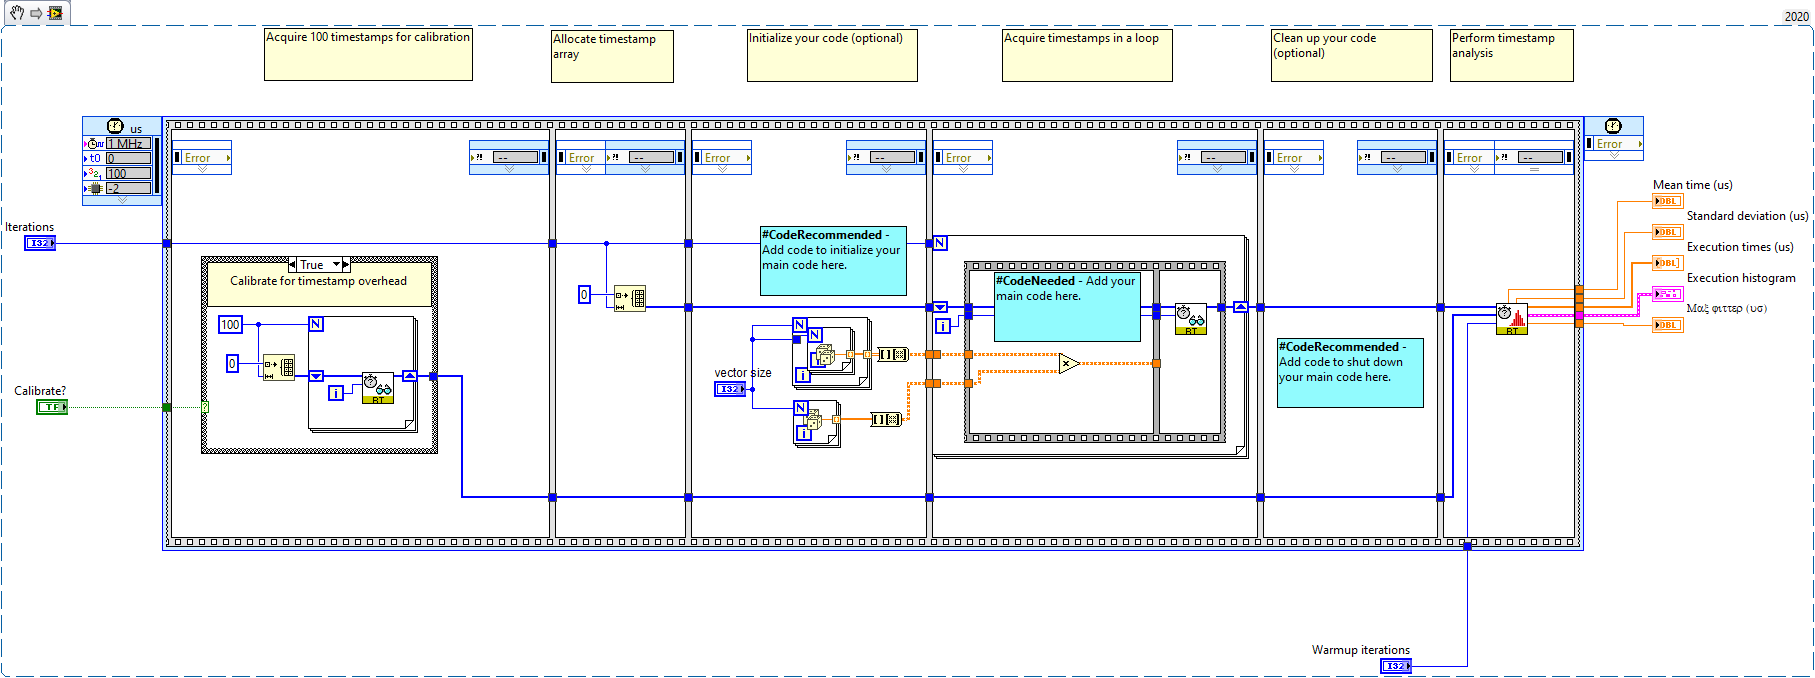 2020
Acquire 100 timestamps for calibration
Allocate timestamp
array
Initialize your code (optional)
Acquire timestamps in a loop
Clean up your code
(optional)
Perform timestamp
analysis
us
1 MHz
t0
0
100
-2
Error
?! --
Error
?! --
Error
?! --
Error
?! --
Error
?! --
Error
?! --
Error
Iterations
I32
Calibrate?
TF
True
Calibrate for timestamp overhead
100
N
0
i
RT
?
0
#CodeRecommended -
Add code to initialize your
main code here.
vector size
I32
N
N
i
i
N
i
N
i
#CodeNeeded - Add your
main code here.
x
RT
#CodeRecommended -
Add code to shut down
your main code here.
RT
Mean time (us)
DBL
Standard deviation (us)
DBL
Execution times (us)
DBL
Execution histogram
Μαξ φιττερ (υσ)
DBL
Warmup iterations
I32